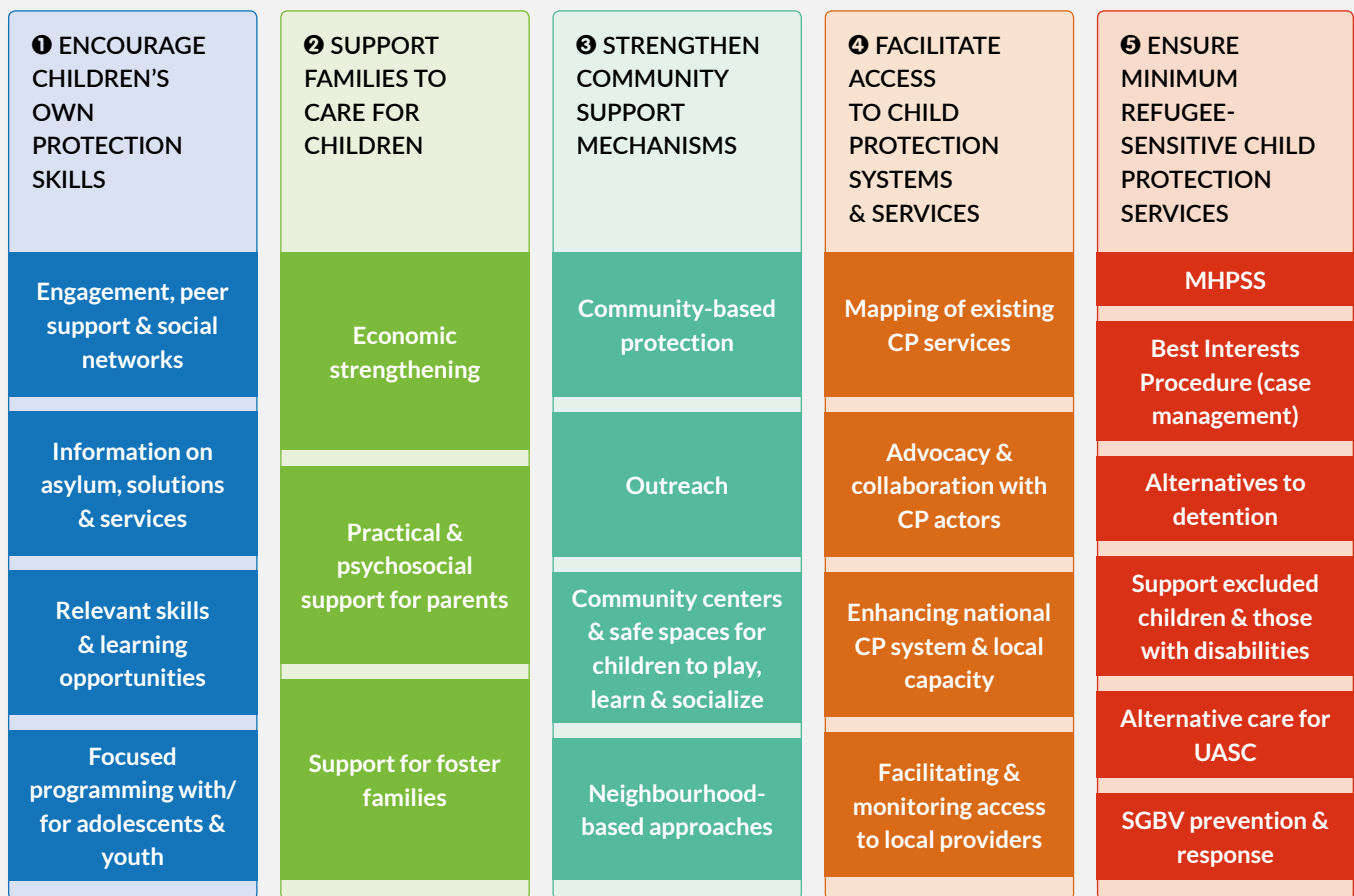 ❶ ENCOURAGE
CHILDREN’S
OWN
PROTECTION
SKILLS
Engagement, peer
support & social
networks
Information on
asylum, solutions
& services
Relevant skills
& learning
opportunities
Focused
programming with/
for adolescents &
youth
❷ SUPPORT
FAMILIES TO
CARE FOR
CHILDREN
Economic
strengthening
Practical &
psychosocial
support for parents
Support for foster
families
❸ STRENGTHEN
COMMUNITY
SUPPORT
MECHANISMS
Community-based
protection
Outreach
Community centers
& safe spaces for
children to play,
learn & socialize
Neighbourhood-
based approaches
❹ FACILITATE
ACCESS
TO CHILD
PROTECTION
SYSTEMS
& SERVICES
Mapping of existing
CP services
Advocacy &
collaboration with
CP actors
Enhancing national
CP system & local
capacity
Facilitating &
monitoring access
to local providers
❺ ENSURE
MINIMUM
REFUGEE-
SENSITIVE CHILD
PROTECTION
SERVICES
MHPSS
Best Interests
Procedure (case
management)
Alternatives to
detention
Support excluded
children & those
with disabilities
Alternative care for
UASC
SGBV prevention &
response